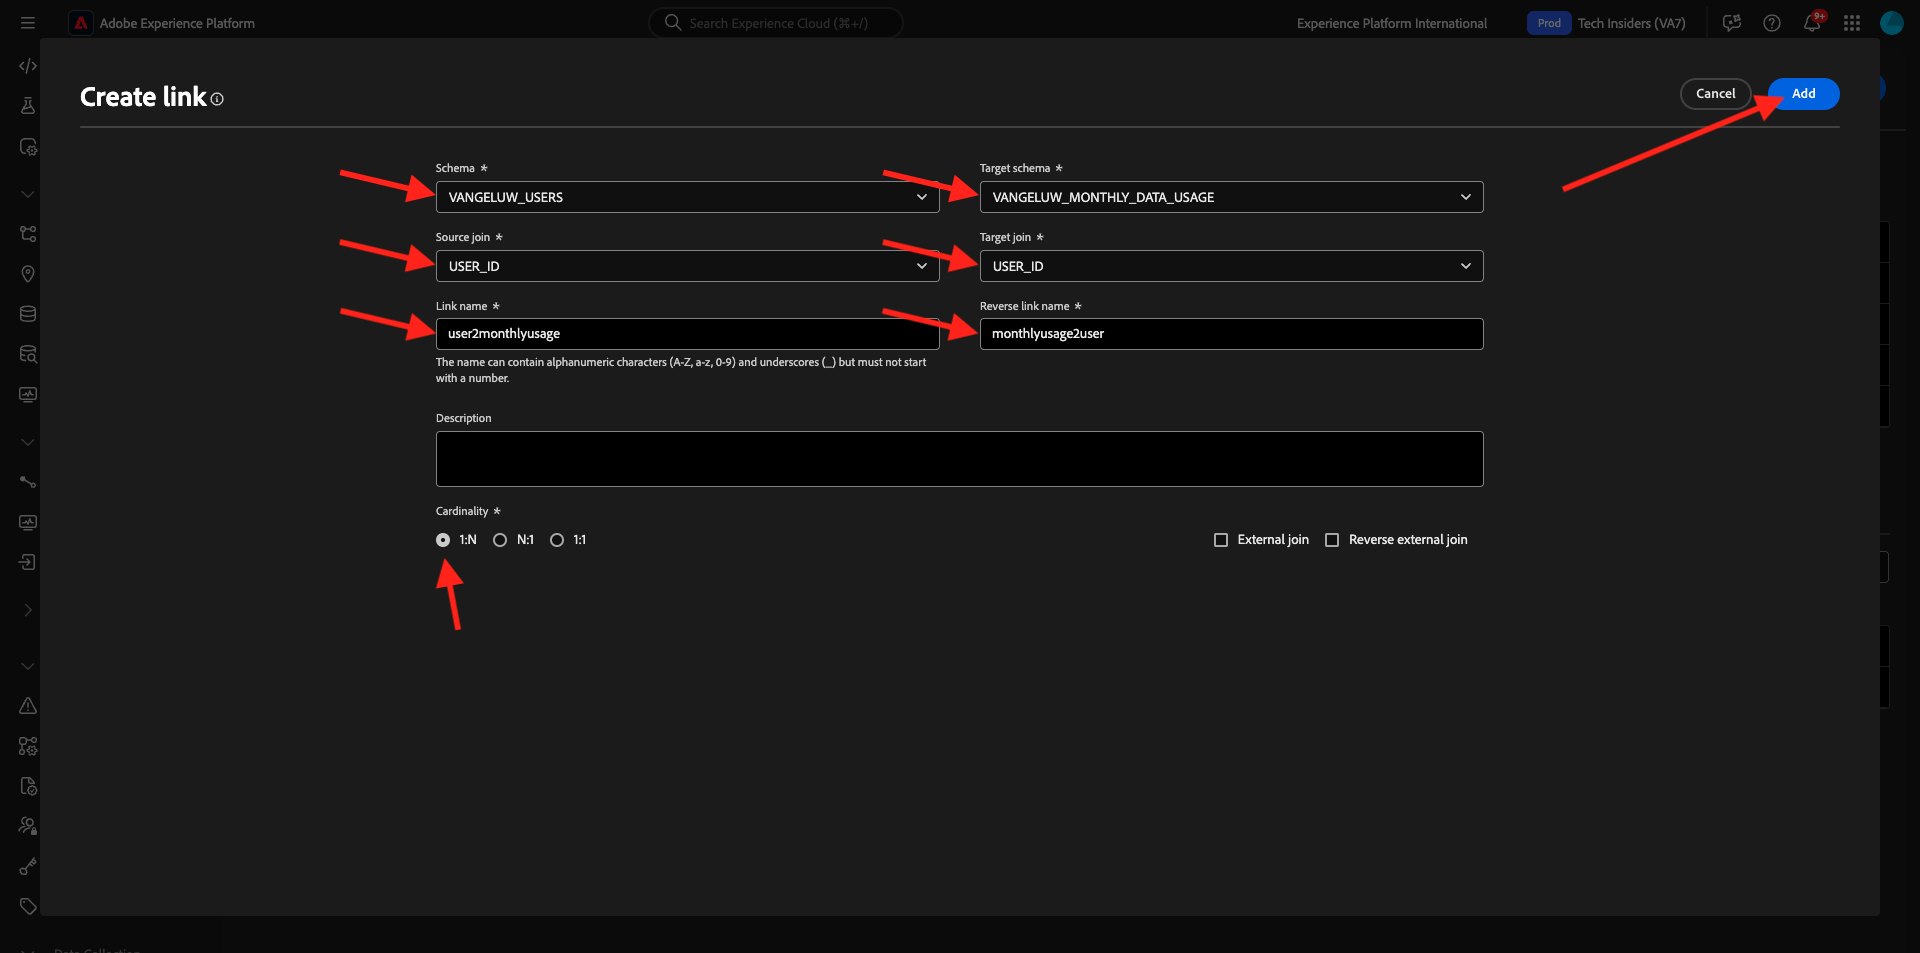 Adobe Experience Platform
Search Experience Cloud (⌘+/)
Experience Platform International
Prod
Tech Insiders (VA7)
9+
Create link
Cancel
Add
Schema *
Target schema *
VANGELUW_USERS
VANGELUW_MONTHLY_DATA_USAGE
Source join *
Target join *
USER_ID
USER_ID
Link name *
Reverse link name *
user2monthlyusage
monthlyusage2user
The name can contain alphanumeric characters (A-Z, a-z, 0-9) and underscores (_) but must not start
with a number.
Description
Cardinality *
1:N
N:1
1:1
External join
Reverse external join
Data Collection